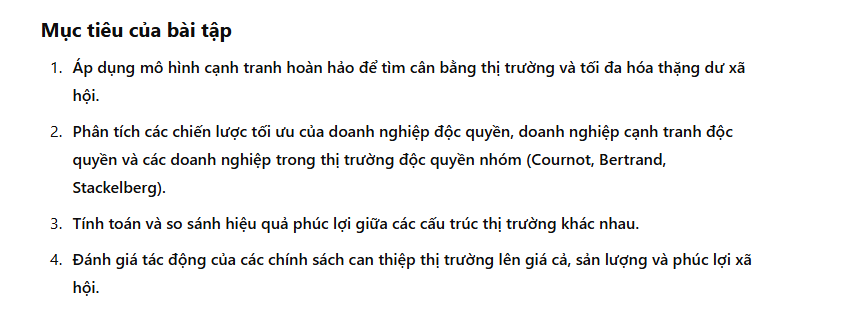 Mục tiêu của bài tập
1. Áp dụng mô hình cạnh tranh hoàn hảo để tìm cân bằng thị trường và tối đa hóa thặng dư xã
hội.
2. Phân tích các chiến lược tối ưu của doanh nghiệp độc quyền, doanh nghiệp cạnh tranh độc
quyền và các doanh nghiệp trong thị trường độc quyền nhóm (Cournot, Bertrand,
Stackelberg).
3. Tính toán và so sánh hiệu quả phúc lợi giữa các cấu trúc thị trường khác nhau.
4. Đánh giá tác động của các chính sách can thiệp thị trường lên giá cả, sản lượng và phúc lợi xã
hội.